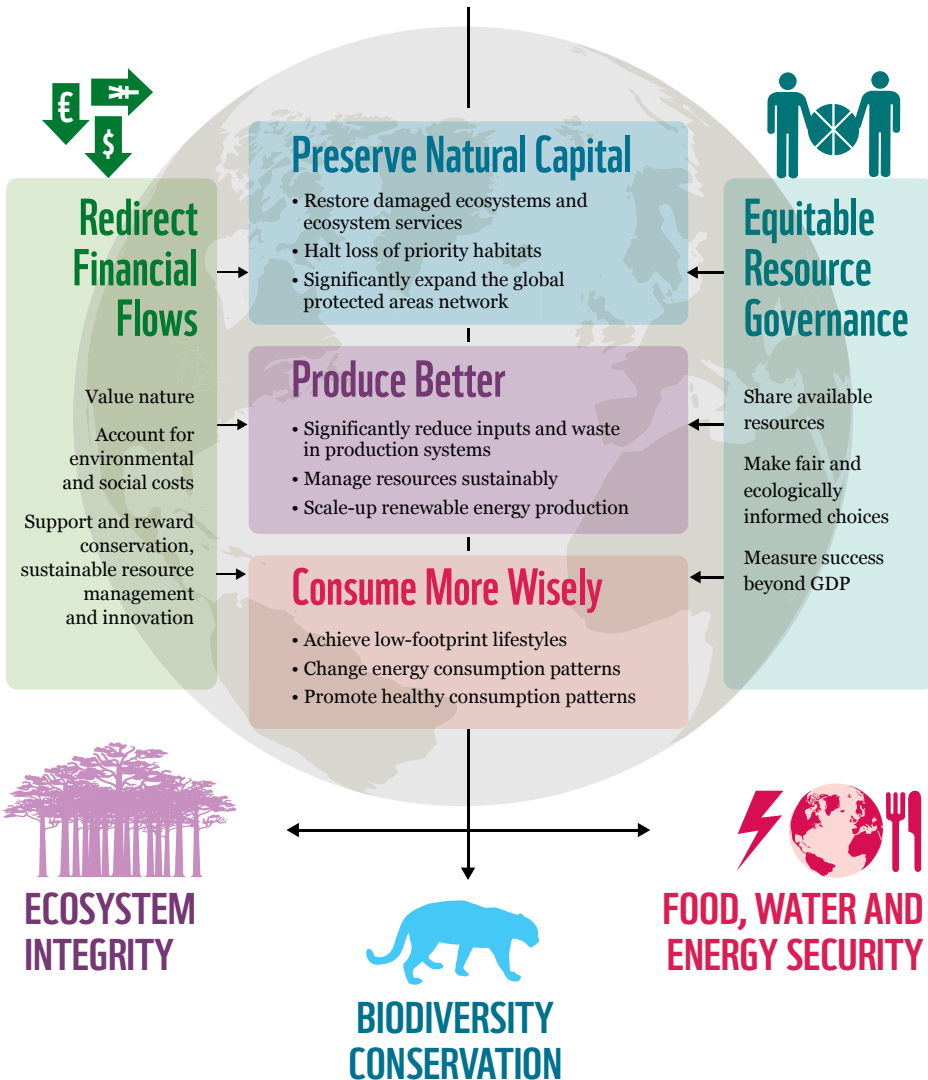 €
¥
$
Preserve Natural Capital
• Restore damaged ecosystems and
ecosystem services
• Halt loss of priority habitats
• Significantly expand the global
protected areas network
Redirect
Financial
Flows
Value nature
Account for
environmental
and social costs
Support and reward
conservation,
sustainable resource
management
and innovation
Produce Better
• Significantly reduce inputs and waste
in production systems
• Manage resources sustainably
• Scale-up renewable energy production
Consume More Wisely
• Achieve low-footprint lifestyles
• Change energy consumption patterns
• Promote healthy consumption patterns
Equitable
Resource
Governance
Share available
resources
Make fair and
ecologically
informed choices
Measure success
beyond GDP
ECOSYSTEM
INTEGRITY
BIODIVERSITY
CONSERVATION
FOOD, WATER AND
ENERGY SECURITY